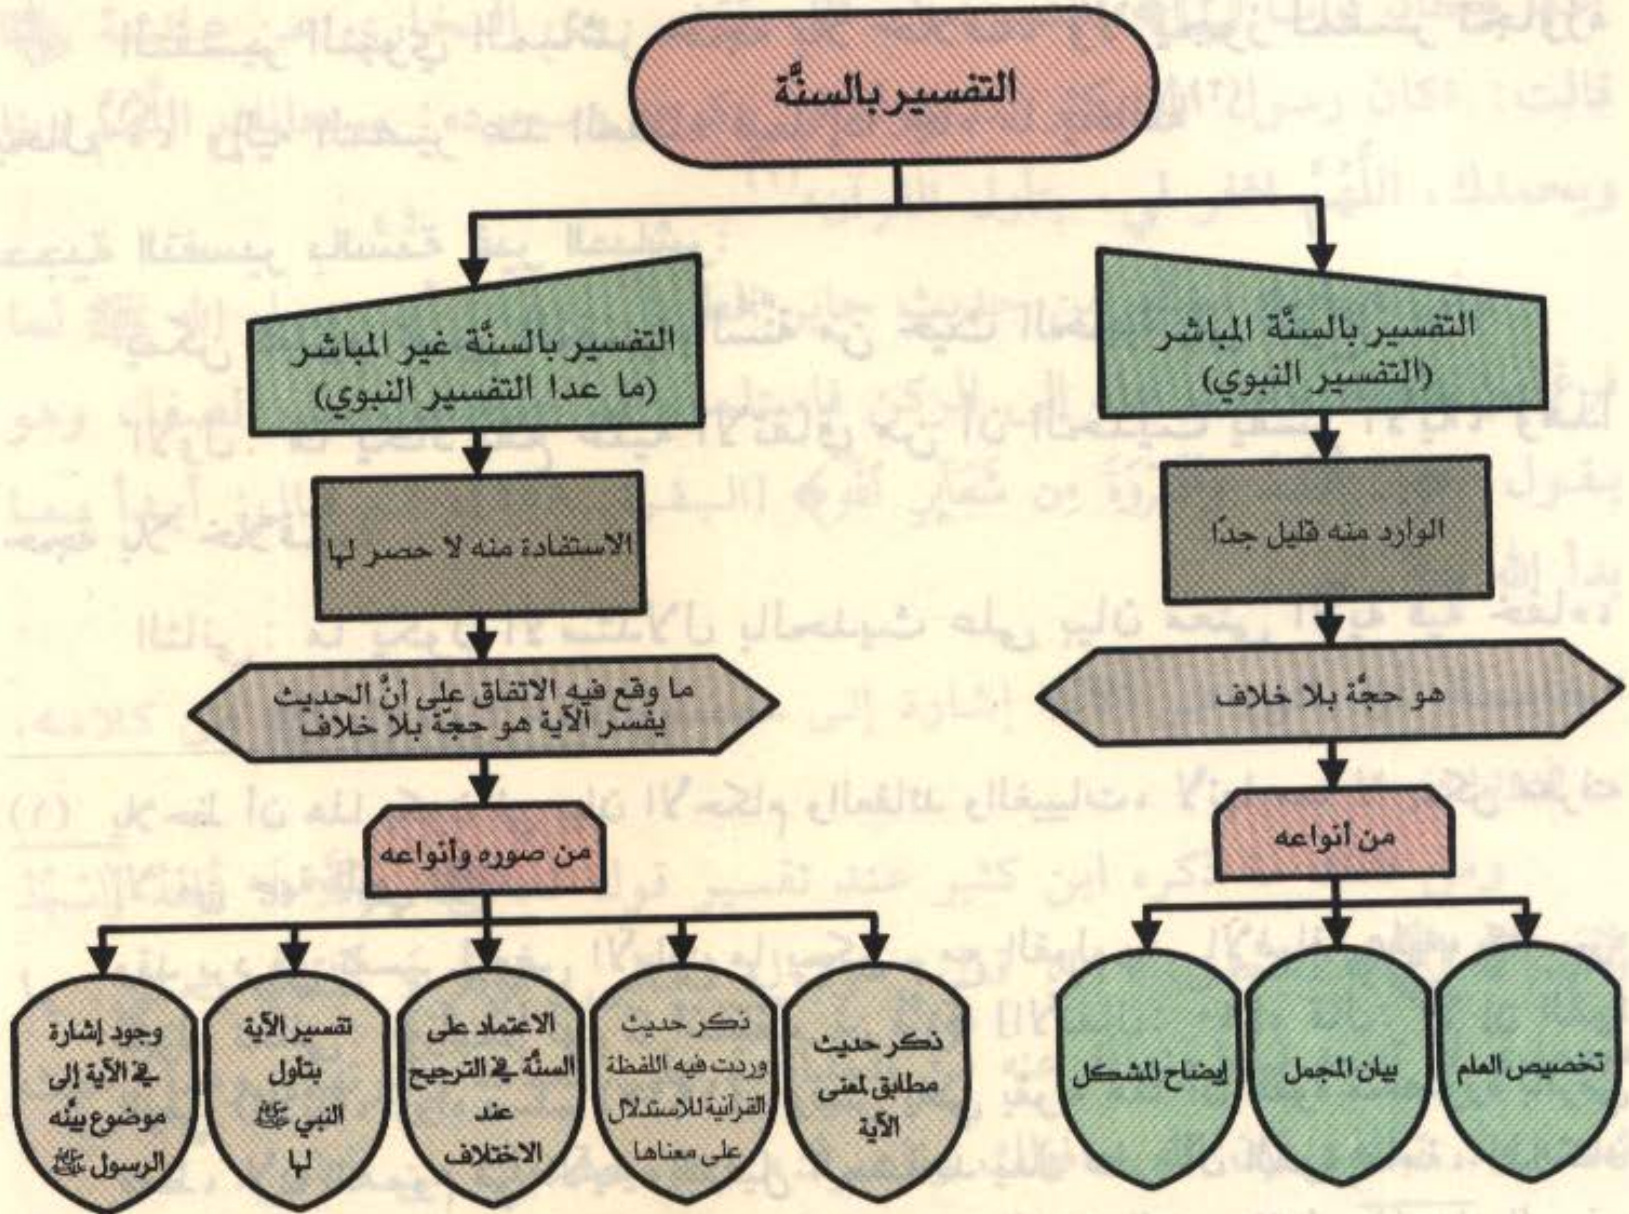 التفسير بالسنَّة
التفسير بالسنَّة المباشر
(التفسير النبوي)
الوارد منه قليل جدًا
هو حجَّة بلا خلاف
من أنواعه
تخصيص العام
بيان المجمل
إيضاح المشكل
التفسير بالسنَّة غير المباشر
(ما عدا التفسير النبوي)
الاستفادة منه لا حصر لها
ما وقع فيه الاتفاق على أنَّ الحديث
يفسر الآية هو حجَّة بلا خلاف
من صوره وأنواعه
ذكر حديث
مطابق لمعنى
الآية
ذكر حديث
وردت فيه اللفظة
القرآنية للاستدلال
على معناها
الاعتماد على
السنَّة في الترجيح
عند
الاختلاف
تفسير الآية
بتأول
النبي ﷺ
لها
وجود إشارة
في الآية إلى
موضوع بينَّه
الرسول ﷺ